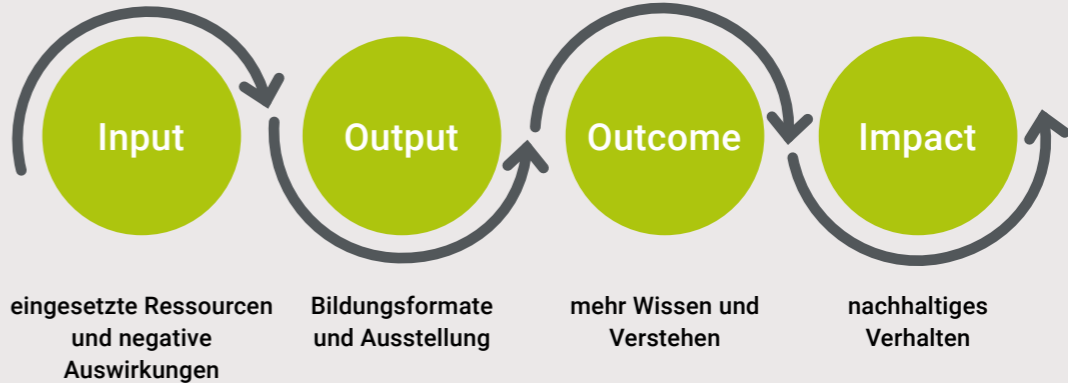 Input
Output
Outcome
Impact
eingesetzte Ressourcen
und negative
Auswirkungen
Bildungsformate
und Ausstellung
mehr Wissen und
Verstehen
nachhaltiges
Verhalten